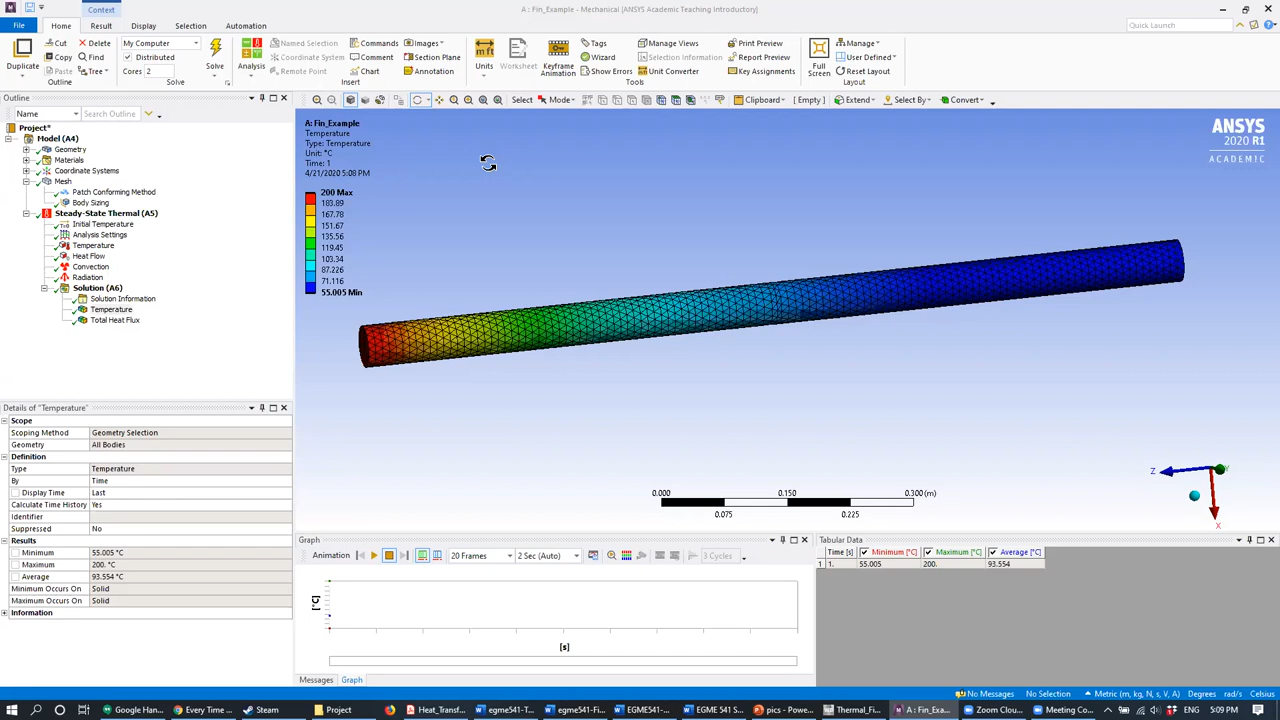 Context
A : Fin_Example - Mechanical [ANSYS Academic Teaching Introductory]
File Home Result Display Selection Automation
Quick Launch
Duplicate
Cut
Copy
Paste
Delete
Find
Tree
Outline
My Computer
Distributed
Cores 2
Solve
Solve
Analysis
Named Selection
Coordinate System
Remote Point
Commands
Comment
Chart
Images
Section Plane
Annotation
Insert
Units
Worksheet
Keyframe Animation
Tags
Wizard
Show Errors
Manage Views
Selection Information
Unit Converter
Print Preview
Report Preview
Key Assignments
Tools
Full Screen
Manage
User Defined
Reset Layout
Layout
Outline
Select Mode Clipboard [ Empty ] Extend Select By Convert
Name Search Outline
Project*
Model (A4)
Geometry
Materials
Coordinate Systems
Mesh
Patch Conforming Method
Body Sizing
Steady-State Thermal (A5)
Initial Temperature
Analysis Settings
Temperature
Heat Flow
Convection
Radiation
Solution (A6)
Solution Information
Temperature
Total Heat Flux
A: Fin_Example
Temperature
Type: Temperature
Unit: °C
Time: 1
4/21/2020 5:08 PM
200 Max
183.89
167.78
151.67
135.56
119.45
103.34
87.226
71.116
55.005 Min
ANSYS
2020 R1
ACADEMIC
0.000 0.150 0.300 (m)
0.075 0.225
Z
Y
X
Details of "Temperature"
Scope
Scoping Method Geometry Selection
Geometry All Bodies
Definition
Type Temperature
By Time
Display Time Last
Calculate Time History Yes
Identifier
Suppressed No
Results
Minimum 55.005 °C
Maximum 200. °C
Average 93.554 °C
Minimum Occurs On Solid
Maximum Occurs On Solid
Information
Graph
Animation 20 Frames 2 Sec (Auto) 3 Cycles
[°C]
[s]
Messages Graph
Tabular Data
Time [s] Minimum [°C] Maximum [°C] Average [°C]
1 1. 55.005 200. 93.554
No Messages No Selection Metric (m, kg, N, s, V, A) Degrees rad/s Celsius
Google Han... Every Time ... Steam Project Heat_Trans... egme541-t... egme541-Fi... EGME541-... EGME 541 S... pics - Powe... Thermal_Fi... A : Fin_Exa... Zoom Clou... Meeting Co... 5:09 PM